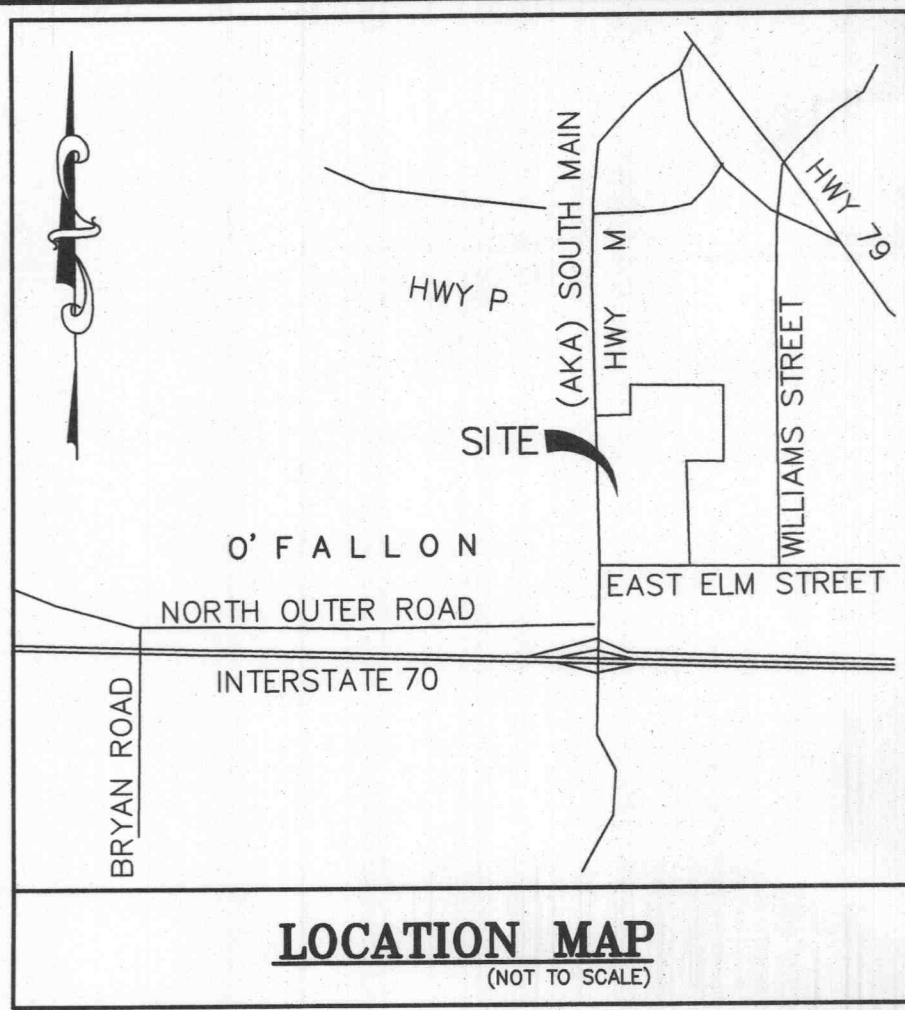 (AKA) SOUTH MAIN
HWY M
HWY 79
HWY P
WILLIAMS STREET
SITE
O' FALLON
EAST ELM STREET
NORTH OUTER ROAD
INTERSTATE 70
BRYAN ROAD
LOCATION MAP
(NOT TO SCALE)